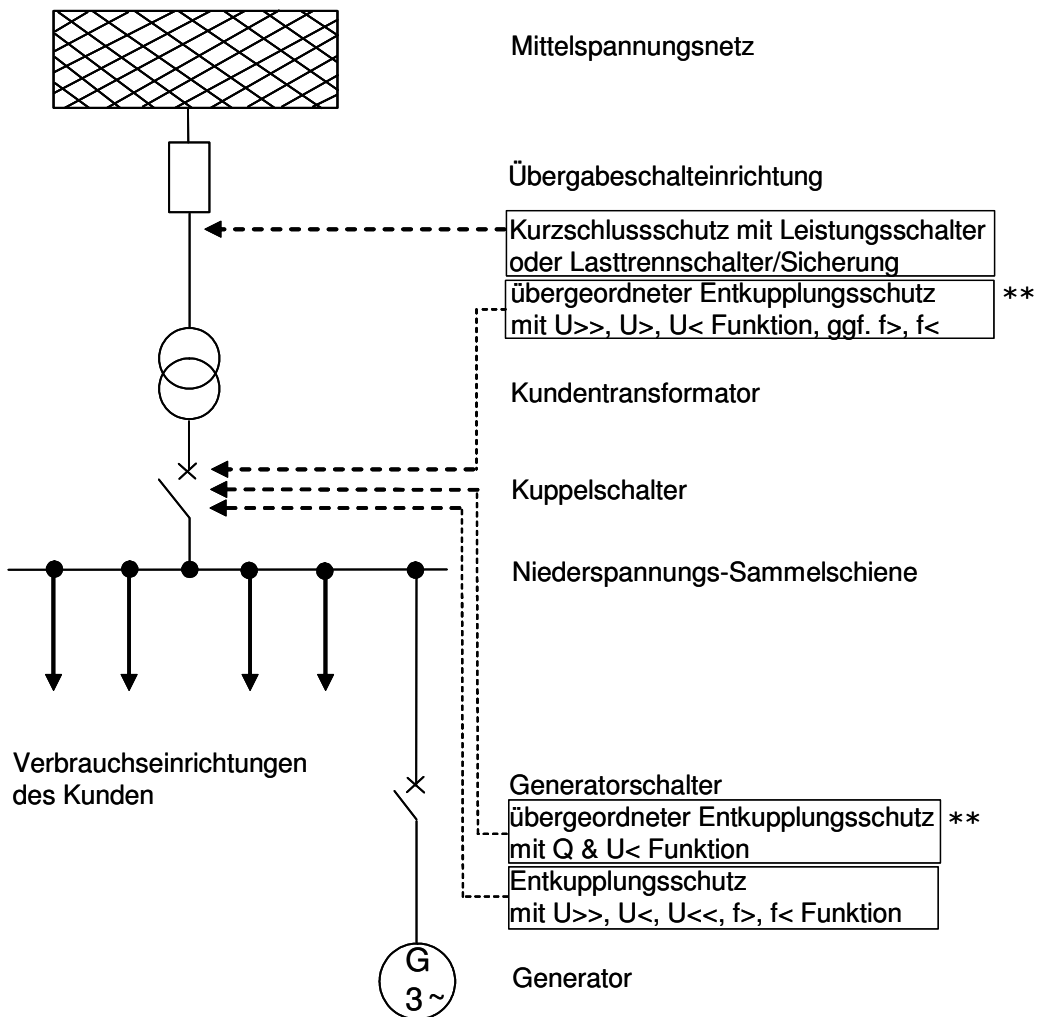 Mittelspannungsnetz
Übergabeschalteinrichtung
Kurzschlussschutz mit Leistungsschalter
oder Lasttrennschalter/Sicherung
übergeordneter Entkupplungsschutz **
mit U>>, U>, U< Funktion, ggf. f>, f<
Kundentransformator
Kuppelschalter
Niederspannungs-Sammelschiene
Verbrauchseinrichtungen
des Kunden
Generatorschalter
übergeordneter Entkupplungsschutz **
mit Q & U< Funktion
Entkupplungsschutz
mit U>>, U<, U<<, f>, f< Funktion
G
3~
Generator